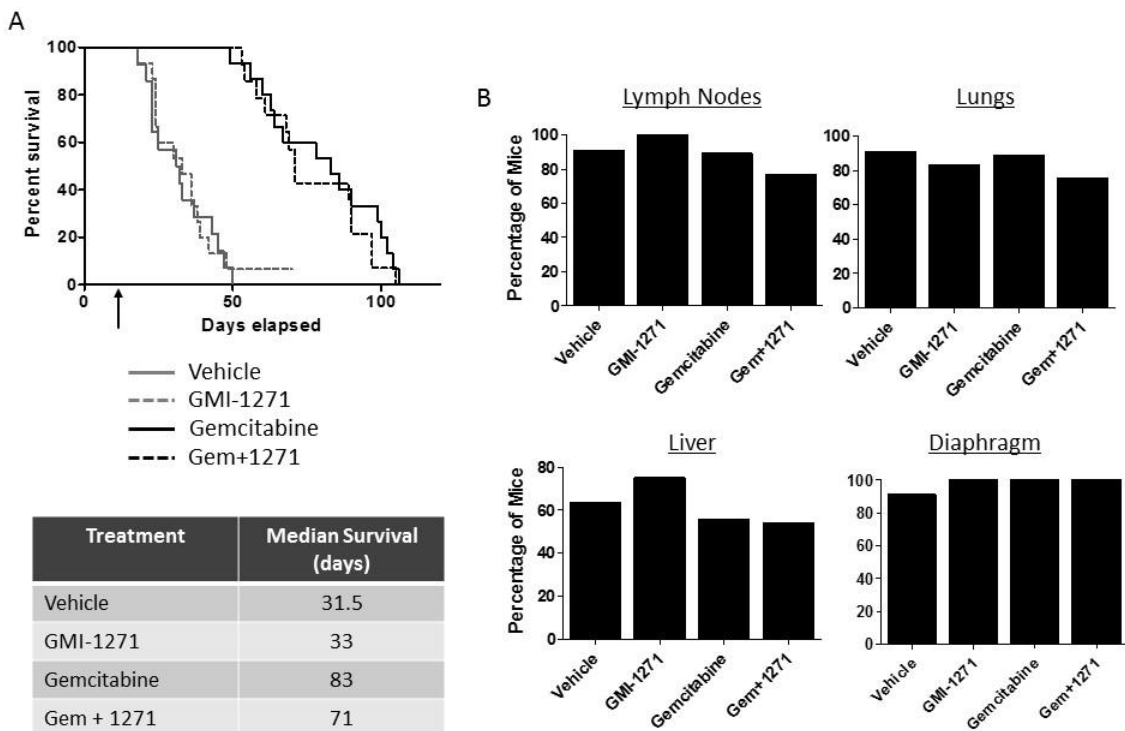 A
Percent survival
100
80
60
40
20
0
0 50 100
Days elapsed
Vehicle
GMI-1271
Gemcitabine
Gem+1271
Treatment Median Survival (days)
Vehicle 31.5
GMI-1271 33
Gemcitabine 83
Gem + 1271 71
B
Lymph Nodes
Percentage of Mice
100
80
60
40
20
0
Vehicle GMI-1271 Gemcitabine Gem+1271
Lungs
100
80
60
40
20
0
Vehicle GMI-1271 Gemcitabine Gem+1271
Liver
Percentage of Mice
80
60
40
20
0
Vehicle GMI-1271 Gemcitabine Gem+1271
Diaphragm
100
80
60
40
20
0
Vehicle GMI-1271 Gemcitabine Gem+1271